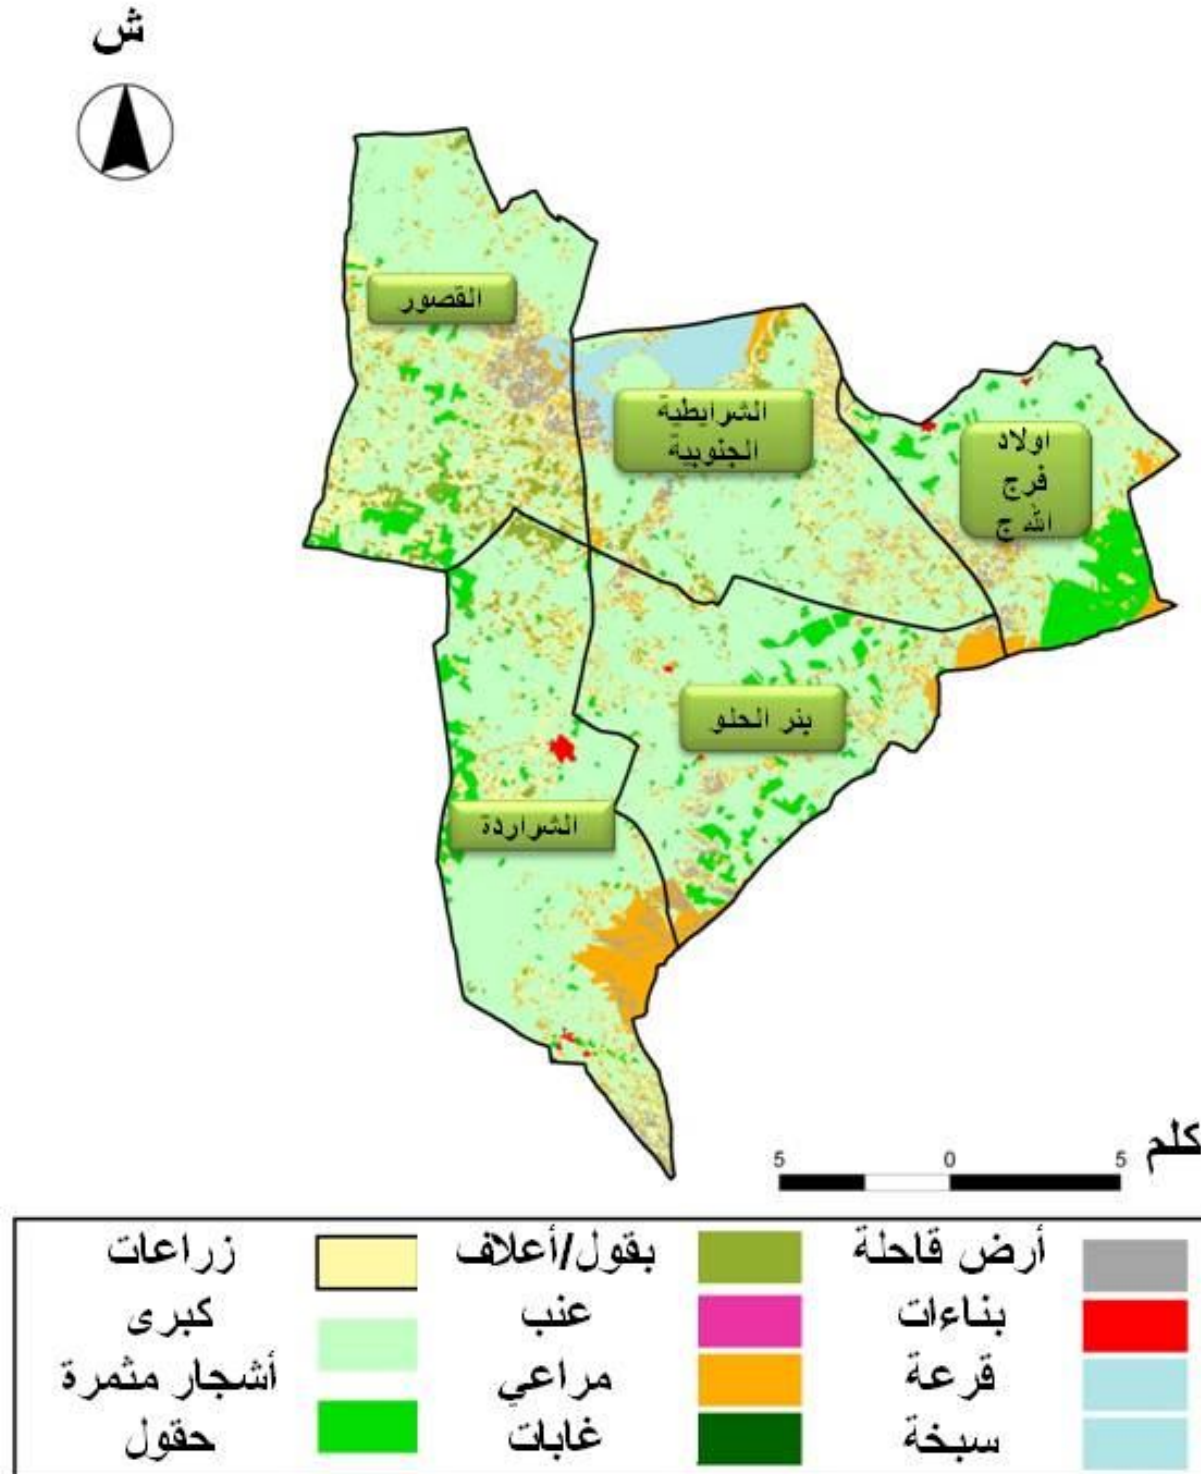 ش
القصور
الشرايطية
الجنوبية
اولاد
فرج
الله ج
بئر الحلو
الشراردة
كلم
5 0 5
أرض قاحلة
بقول/أعلاف
زراعات
بناءات
عنب
كبرى
قرعة
مراعي
أشجار مثمرة
سبخة
غابات
حقول